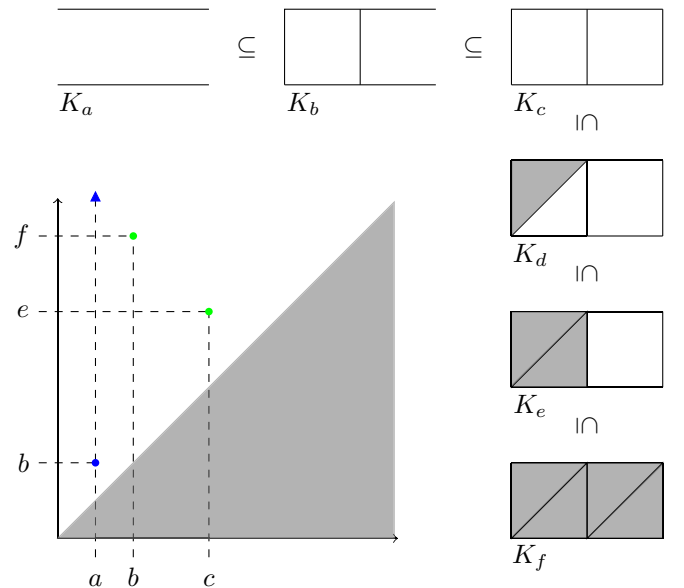 ⊆ ⊆
K_a K_b K_c
⊆
K_d
⊆
K_e
⊆
K_f
f
e
b
a b c